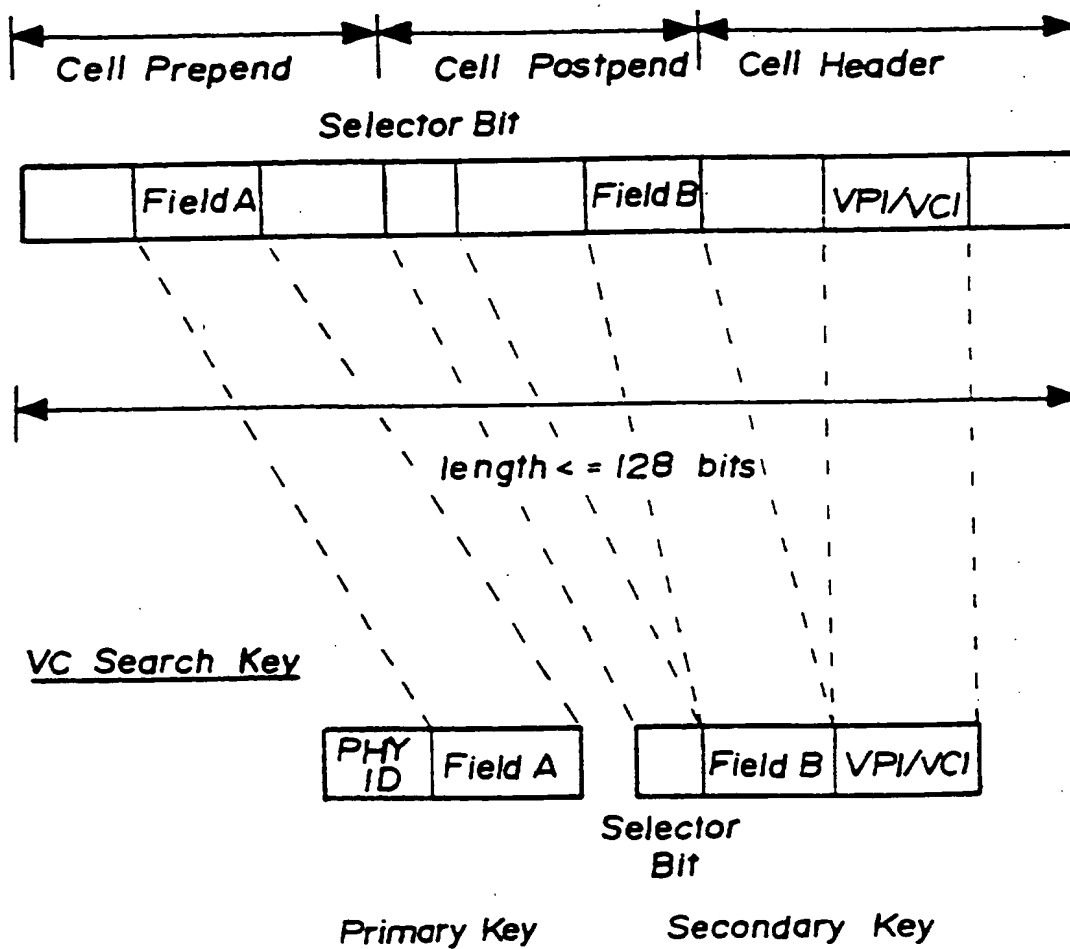 Cell Prepend
Cell Postpend
Cell Header
Selector Bit
Field A
Field B
VPI/VCI
length < = 128 bits
VC Search Key
PHY
ID
Field A
Field B
VPI/VCI
Selector
Bit
Primary Key
Secondary Key